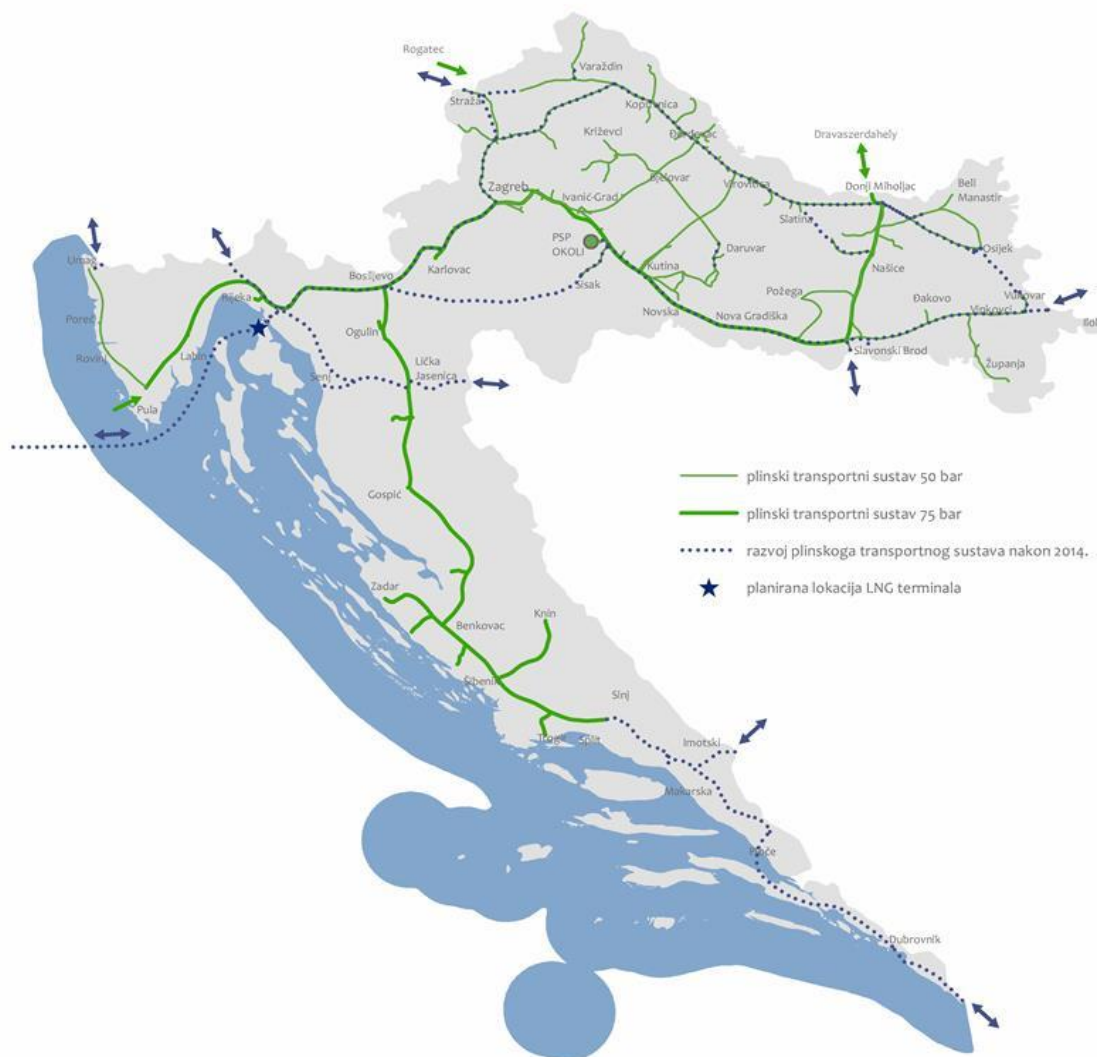 Rogatec
Varaždin
Straža
Koprivnica
Križevci
Đurđevac
Dravaszerdahely
Zagreb
Ivanić-Grad
Bjelovar
Virovitica
Donji Miholjac
Beli
Manastir
Slatina
PSP
OKOLI
Daruvar
Osijek
Umag
Bosiljevo
Karlovac
Sisak
Kutina
Našice
Rijeka
Požega
Đakovo
Vukovar
Vinkovci
Ilok
Novska
Nova Gradiška
Poreč
Ogulin
Slavonski Brod
Rovinj
Labin
Lička
Jasenica
Županja
Senj
Pula
plinski transportni sustav 50 bar
Gospić
plinski transportni sustav 75 bar
razvoj plinskoga transportnog sustava nakon 2014.
Zadar
planirana lokacija LNG terminala
Knin
Benkovac
Šibenik
Sinj
Trogir
Split
Imotski
Makarska
Ploče
Dubrovnik